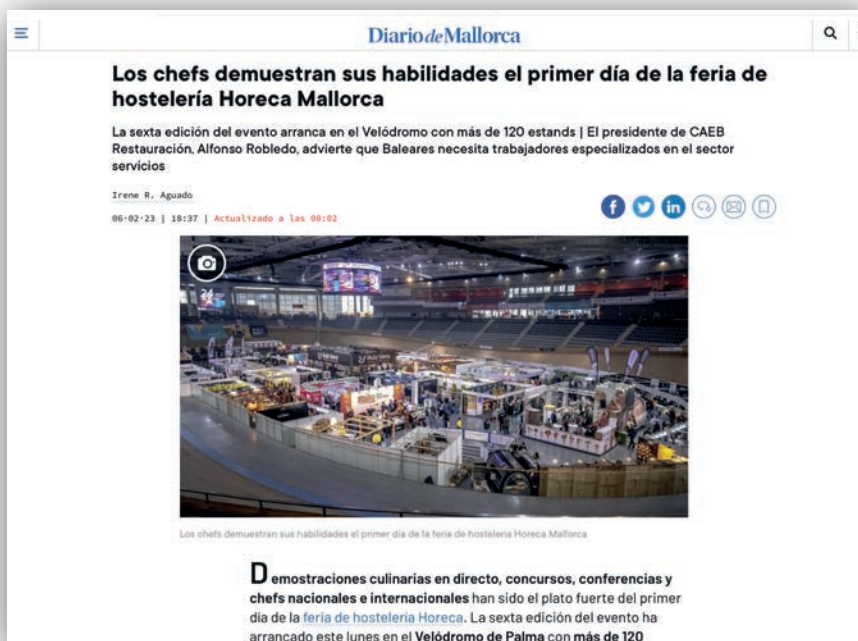 Diario de Mallorca
Los chefs demuestran sus habilidades el primer día de la feria de
hostelería Horeca Mallorca
La sexta edición del evento arranca en el Velódromo con más de 120 estands | El presidente de CAEB
Restauración, Alfonso Robledo, advierte que Baleares necesita trabajadores especializados en el sector
servicios
Irene R. Aguado
06-02-23 | 18:37 | Actualizado a las 00:02
24
Los chefs demuestran sus habilidades el primer día de la feria de hostelería Horeca Mallorca
Demostraciones culinarias en directo, concursos, conferencias y
chefs nacionales e internacionales han sido el plato fuerte del primer
día de la feria de hostelería Horeca. La sexta edición del evento ha
arrancado este lunes en el Velódromo de Palma con más de 120